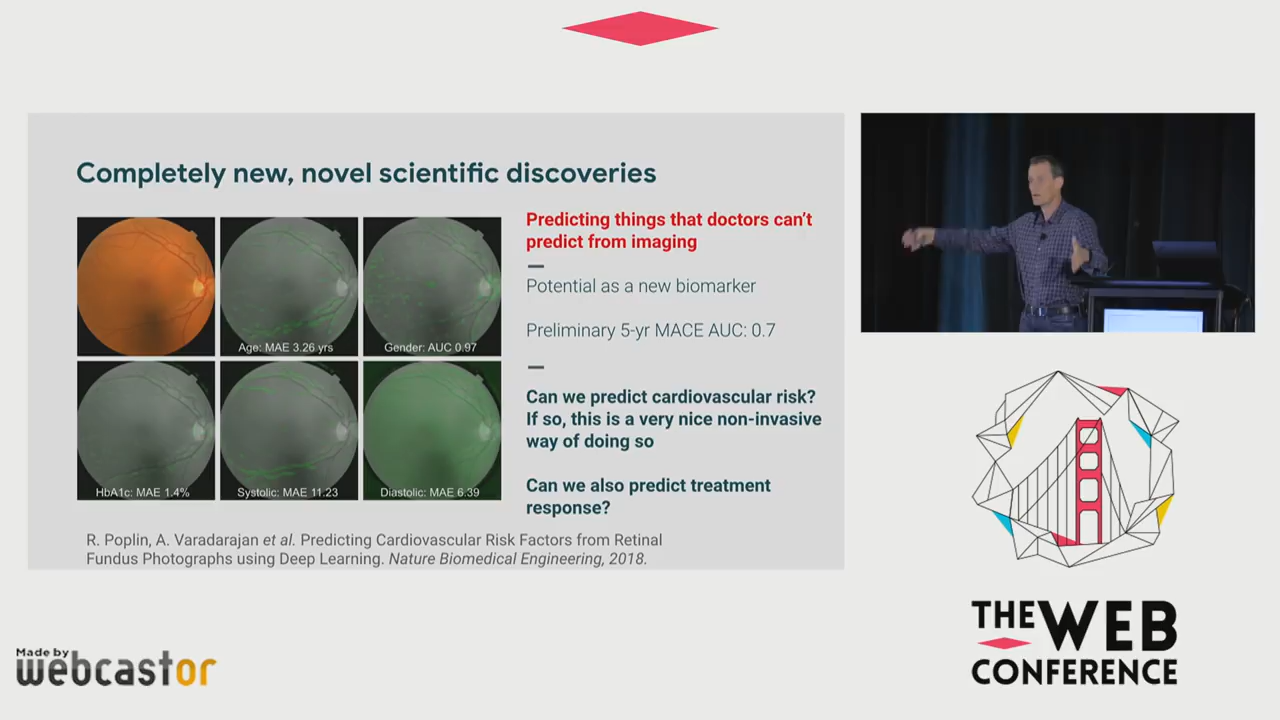 Completely new, novel scientific discoveries
Age: MAE 3.26 yrs
Gender: AUC 0.97
HbA1c: MAE 1.4%
Systolic: MAE 11.23
Diastolic: MAE 6.39
Predicting things that doctors can’t
predict from imaging
Potential as a new biomarker
Preliminary 5-yr MACE AUC: 0.7
Can we predict cardiovascular risk?
If so, this is a very nice non-invasive
way of doing so
Can we also predict treatment
response?
R. Poplin, A. Varadarajan et al. Predicting Cardiovascular Risk Factors from Retinal
Fundus Photographs using Deep Learning. Nature Biomedical Engineering, 2018.
THE WEB
CONFERENCE
Made by
webcastor